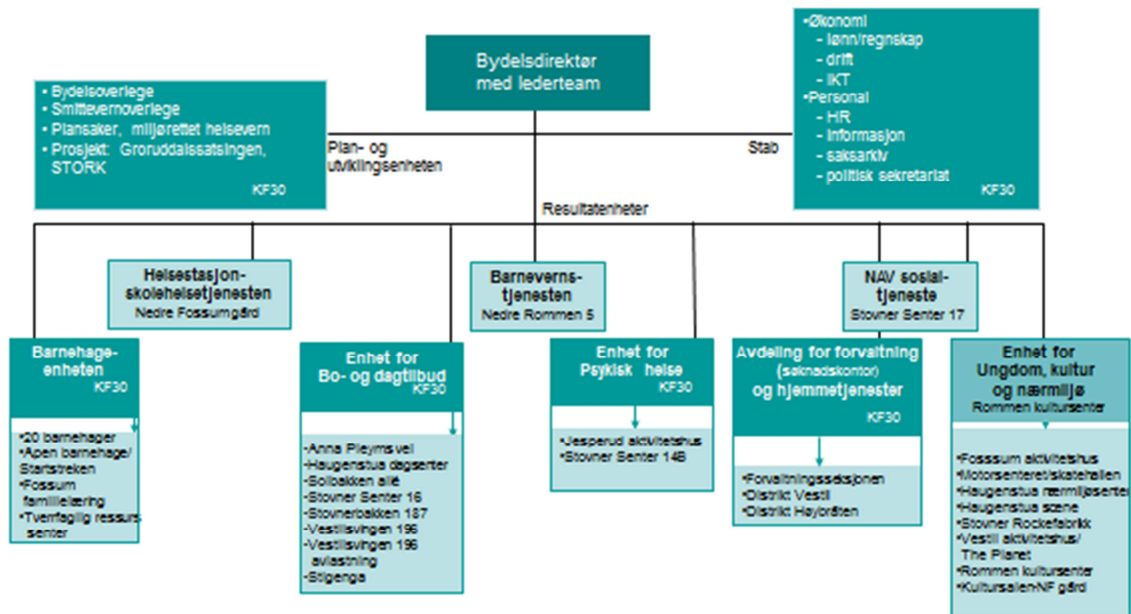 Bydelsdirektør
med lederteam
• Bydelsoverlege
• Smittevernoverlege
• Plansaker, miljørettet helsevern
• Prosjekt: Groruddalssatsingen,
STORK
KF30
Plan- og
utviklingsenheten
Stab
•Økonomi
– lønn/regnskap
– drift
– IKT
•Personal
– HR
– Informasjon
– saksarkiv
– politisk sekretariat
KF30
Resultatenheter
Helsestasjon-
skolehelsetjenesten
Nedre Fossumgård
Barneverns-
tjenesten
Nedre Rommen 5
NAV sosial-
tjeneste
Stovner Senter 17
Barnehage-
enheten
KF30
•20 barnehager
•Åpen barnehage/
Startstreken
•Fossum
familielæring
•Tverrfaglig ressurs
senter
Enhet for
Bo- og dagtilbud
KF30
•Anna Pleymsvei
•Haugenstua dagsenter
•Solbakken allé
•Stovner Senter 16
•Stovnerbakken 187
•Vestlisvingen 196
•Vestlisvingen 196
avlastning
•Stigenga
Enhet for
Psykisk helse
KF30
•Jesperud aktivitetshus
•Stovner Senter 14B
Avdeling for forvaltning
(søknadskontor)
og hjemmetjenester
KF30
•Forvaltningsseksjonen
•Distrikt Vestli
•Distrikt Høybråten
Enhet for
Ungdom, kultur
og nærmiljø
Rommen kultursenter
•Fosssum aktivitetshus
•Motorsenteret/skatehallen
•Haugenstua nærmiljøsenter
•Haugenstua scene
•Stovner Rockefabrikk
•Vestli aktivitetshus/
The Planet
•Rommen kultursenter
•Kultursalen-NF gård